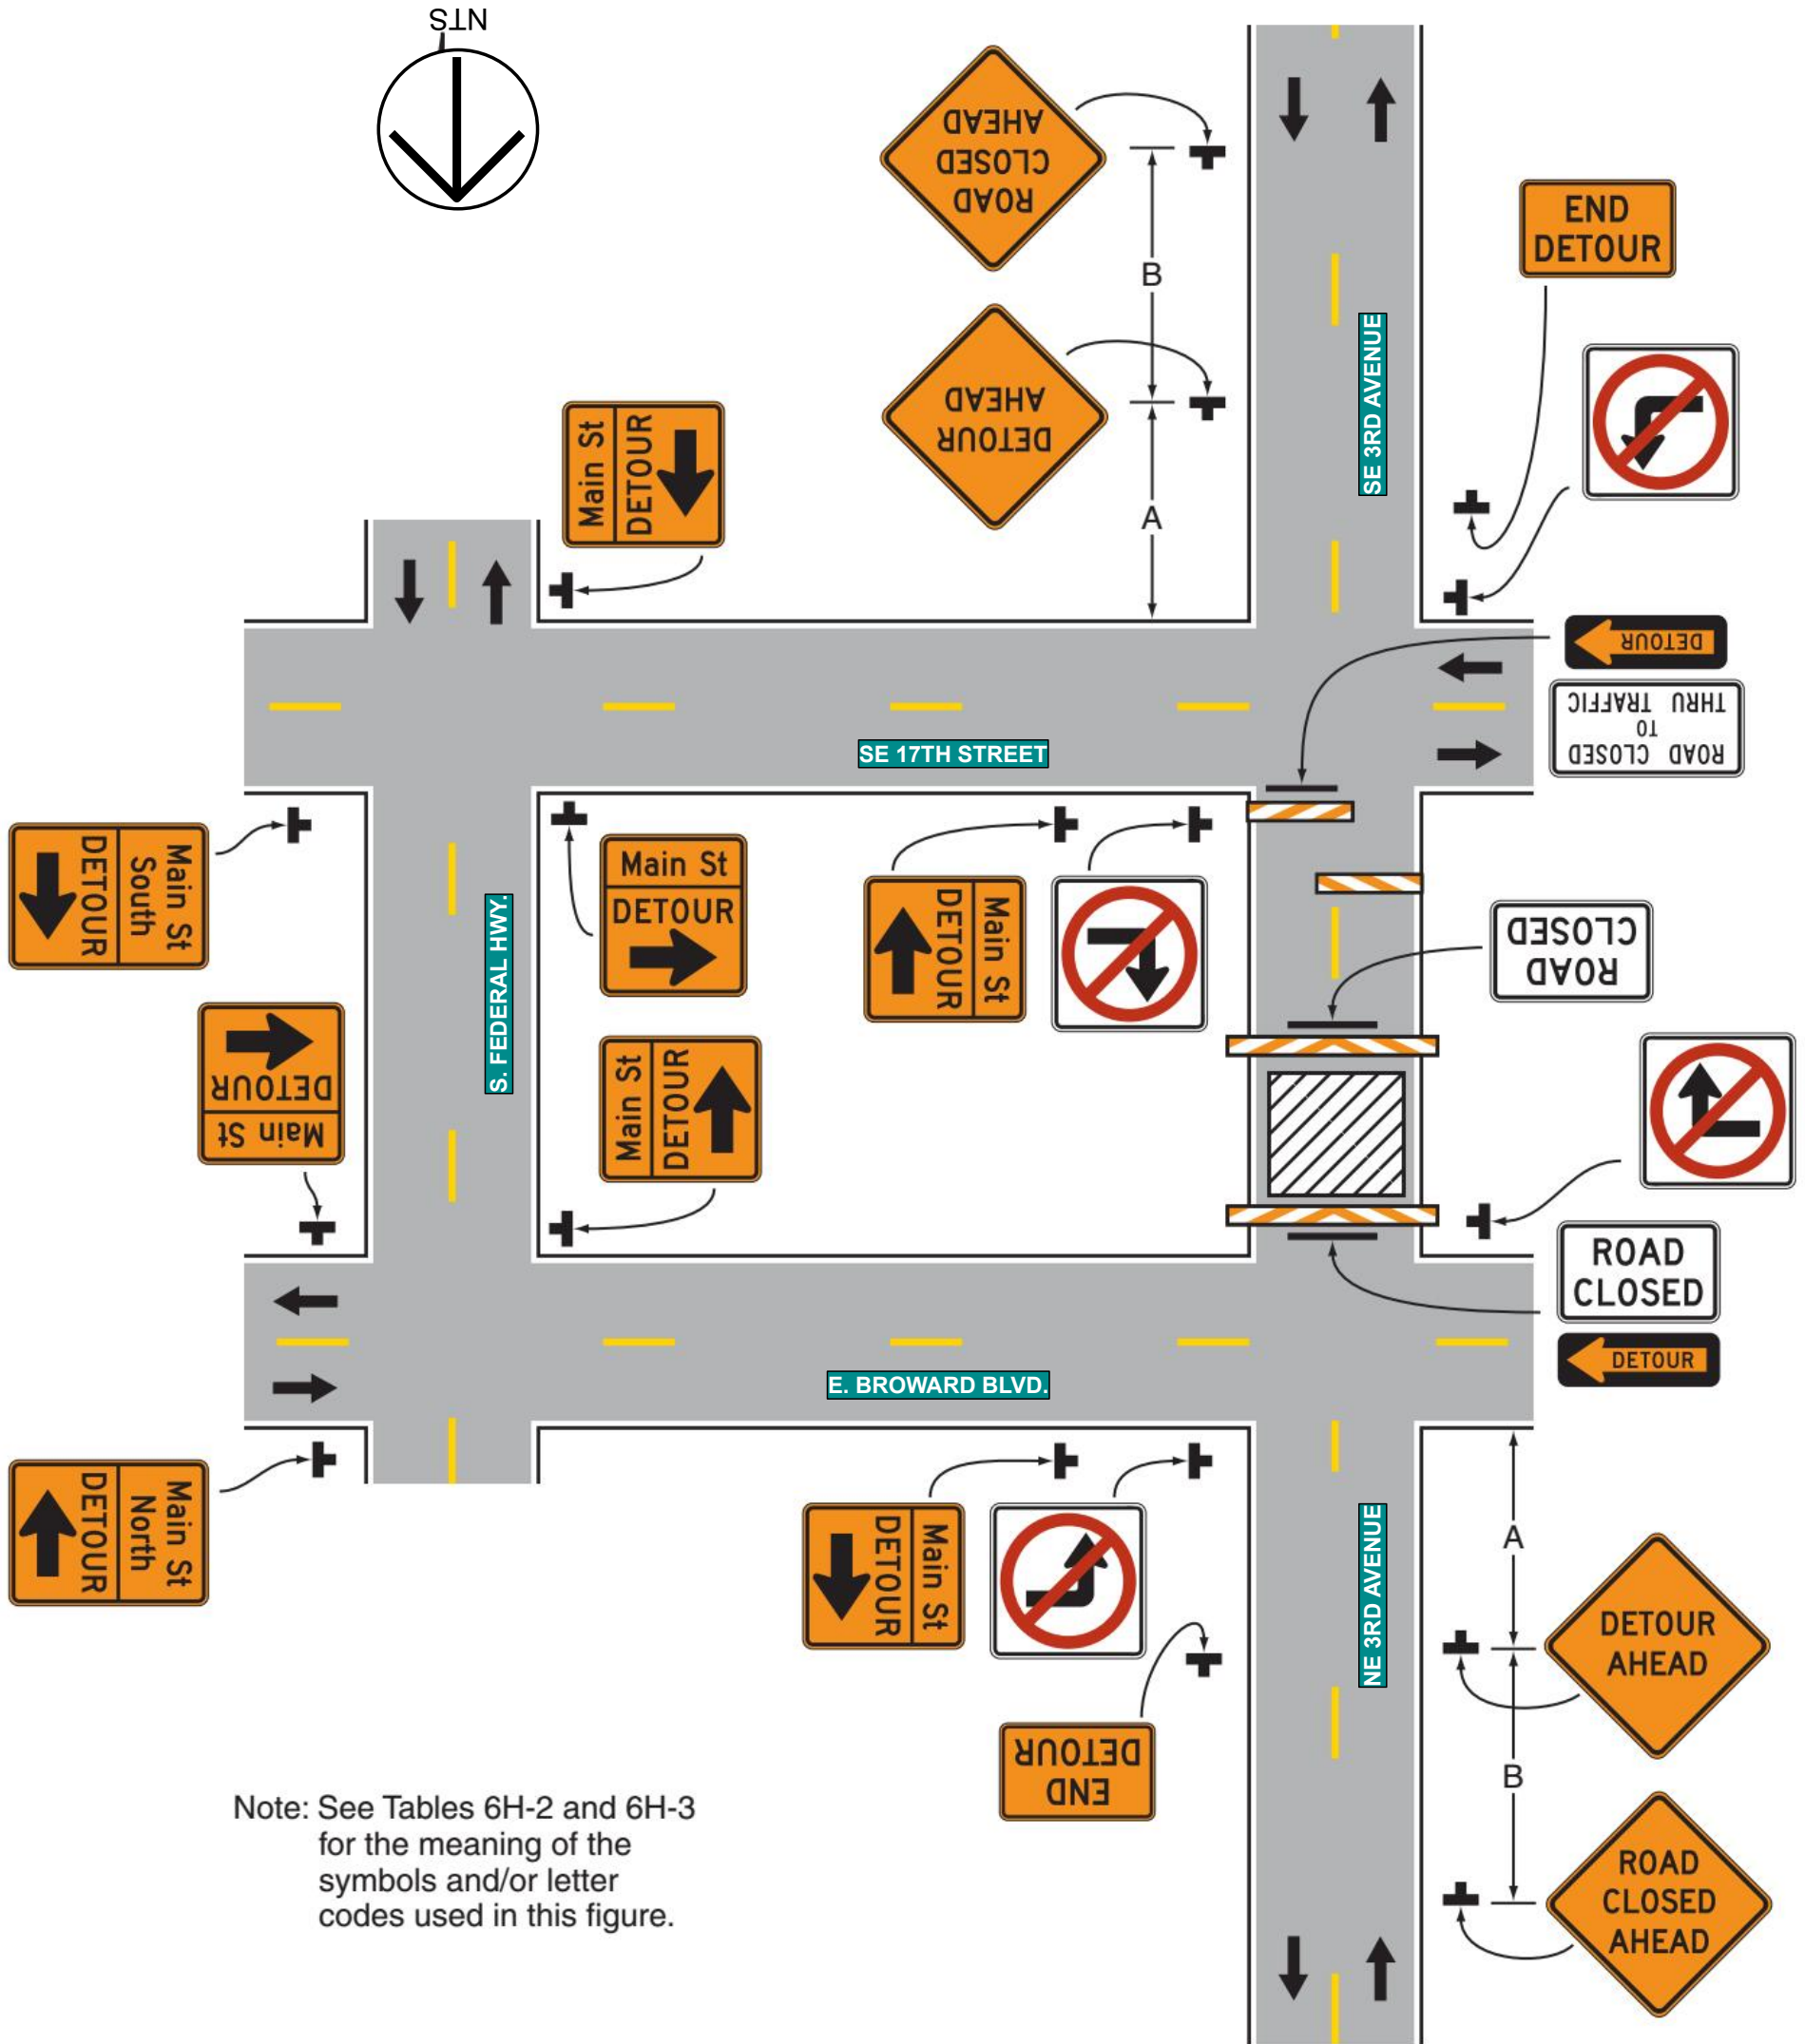 NTS
ROAD
CLOSED
AHEAD
END
DETOUR
B
DETOUR
AHEAD
SE 3RD AVENUE
Main St
DETOUR
A
DETOUR
ROAD CLOSED
TO
THRU TRAFFIC
SE 17TH STREET
Main St
South
DETOUR
Main St
DETOUR
Main St
DETOUR
ROAD
CLOSED
S. FEDERAL HWY.
Main St
DETOUR
Main St
DETOUR
ROAD
CLOSED
DETOUR
E. BROWARD BLVD.
Main St
North
DETOUR
Main St
DETOUR
NE 3RD AVENUE
A
DETOUR
AHEAD
END
DETOUR
B
ROAD
CLOSED
AHEAD
Note: See Tables 6H-2 and 6H-3
for the meaning of the
symbols and/or letter
codes used in this figure.